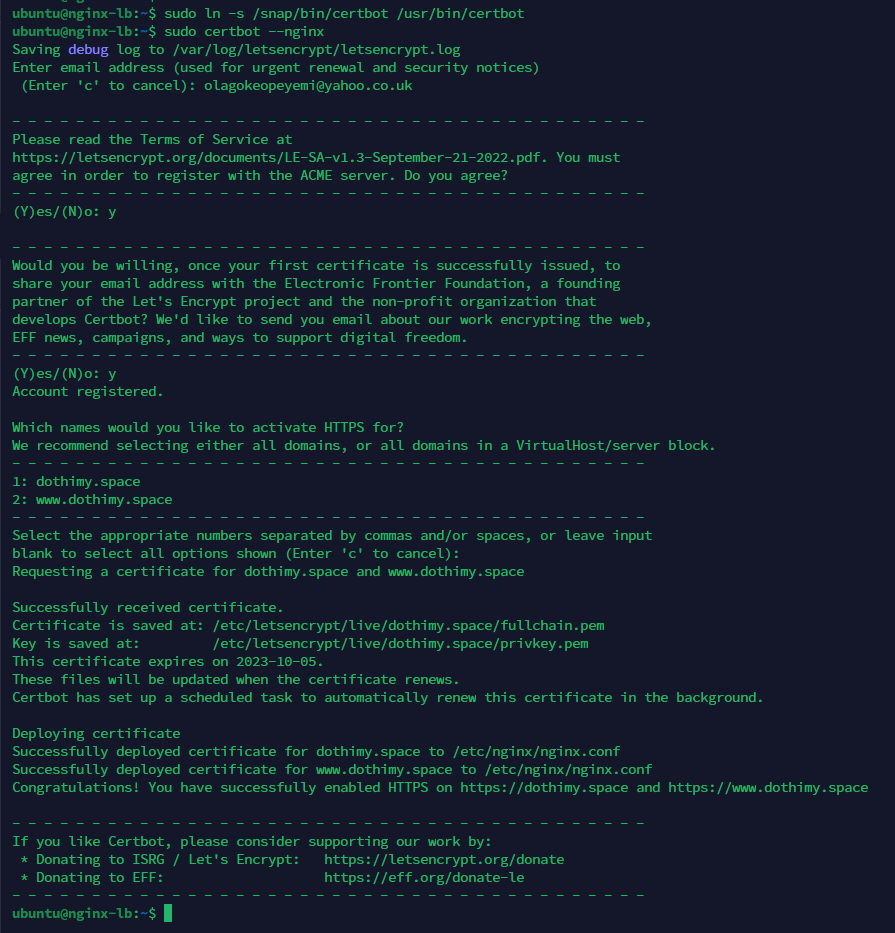 ubuntu@nginx-lb:~$ sudo ln -s /snap/bin/certbot /usr/bin/certbot
ubuntu@nginx-lb:~$ sudo certbot --nginx
Saving debug log to /var/log/letsencrypt/letsencrypt.log
Enter email address (used for urgent renewal and security notices)
 (Enter 'c' to cancel): olagokeopeyemi@yahoo.co.uk

- - - - - - - - - - - - - - - - - - - - - - - - - - - - - - - - - - - - - - - -
Please read the Terms of Service at
https://letsencrypt.org/documents/LE-SA-v1.3-September-21-2022.pdf. You must
agree in order to register with the ACME server. Do you agree?
- - - - - - - - - - - - - - - - - - - - - - - - - - - - - - - - - - - - - - - -
(Y)es/(N)o: y

- - - - - - - - - - - - - - - - - - - - - - - - - - - - - - - - - - - - - - - -
Would you be willing, once your first certificate is successfully issued, to
share your email address with the Electronic Frontier Foundation, a founding
partner of the Let's Encrypt project and the non-profit organization that
develops Certbot? We'd like to send you email about our work encrypting the web,
EFF news, campaigns, and ways to support digital freedom.
- - - - - - - - - - - - - - - - - - - - - - - - - - - - - - - - - - - - - - - -
(Y)es/(N)o: y
Account registered.

Which names would you like to activate HTTPS for?
We recommend selecting either all domains, or all domains in a VirtualHost/server block.
- - - - - - - - - - - - - - - - - - - - - - - - - - - - - - - - - - - - - - - -
1: dothimy.space
2: www.dothimy.space
- - - - - - - - - - - - - - - - - - - - - - - - - - - - - - - - - - - - - - - -
Select the appropriate numbers separated by commas and/or spaces, or leave input
blank to select all options shown (Enter 'c' to cancel):
Requesting a certificate for dothimy.space and www.dothimy.space

Successfully received certificate.
Certificate is saved at: /etc/letsencrypt/live/dothimy.space/fullchain.pem
Key is saved at:         /etc/letsencrypt/live/dothimy.space/privkey.pem
This certificate expires on 2023-10-05.
These files will be updated when the certificate renews.
Certbot has set up a scheduled task to automatically renew this certificate in the background.

Deploying certificate
Successfully deployed certificate for dothimy.space to /etc/nginx/nginx.conf
Successfully deployed certificate for www.dothimy.space to /etc/nginx/nginx.conf
Congratulations! You have successfully enabled HTTPS on https://dothimy.space and https://www.dothimy.space

- - - - - - - - - - - - - - - - - - - - - - - - - - - - - - - - - - - - - - - -
If you like Certbot, please consider supporting our work by:
 * Donating to ISRG / Let's Encrypt:   https://letsencrypt.org/donate
 * Donating to EFF:                    https://eff.org/donate-le
- - - - - - - - - - - - - - - - - - - - - - - - - - - - - - - - - - - - - - - -
ubuntu@nginx-lb:~$